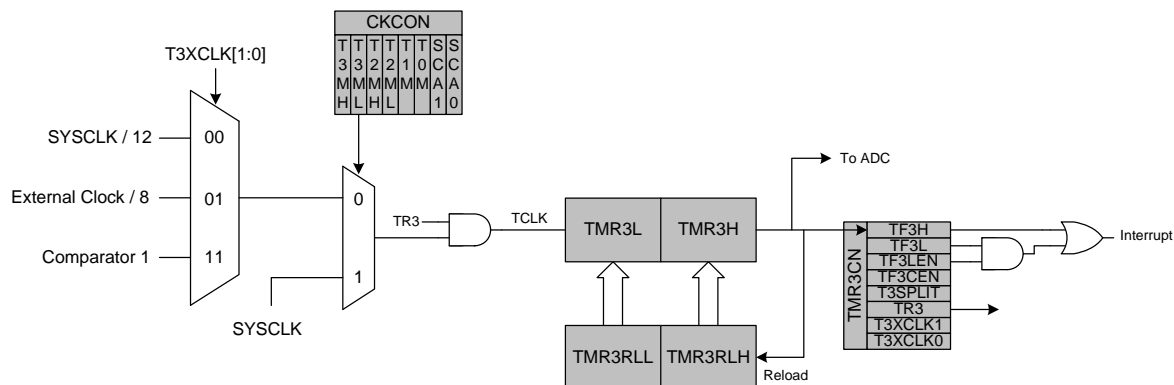 CKCON
T3MH
T3ML
T2MH
T2ML
T1M
T0M
SCA1
SCA0
T3XCLK[1:0]
SYSCLK / 12
00
External Clock / 8
01
Comparator 1
11
0
1
SYSCLK
TR3
TCLK
TMR3L
TMR3H
To ADC
TMR3RLL
TMR3RLH
Reload
TMR3CN
TF3H
TF3L
TF3LEN
TF3CEN
T3SPLIT
TR3
T3XCLK1
T3XCLK0
Interrupt